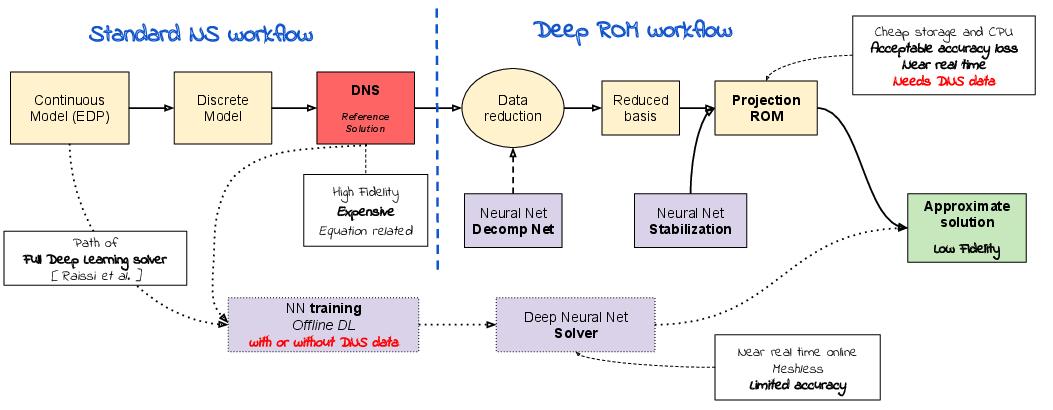 Standard NS workflow
Deep ROM workflow
Cheap storage and CPU
Acceptable accuracy loss
Near real time
Needs DNS data
Continuous
Model (EDP)
Discrete
Model
DNS
Reference
Solution
Data
reduction
Reduced
basis
Projection
ROM
High Fidelity
Expensive
Equation related
Neural Net
Decomp Net
Neural Net
Stabilization
Approximate
solution
Low Fidelity
Path of
Full Deep Learning solver
[ Raissi et al. ]
NN training
Offline DL
with or without DNS data
Deep Neural Net
Solver
Near real time online
Meshless
Limited accuracy